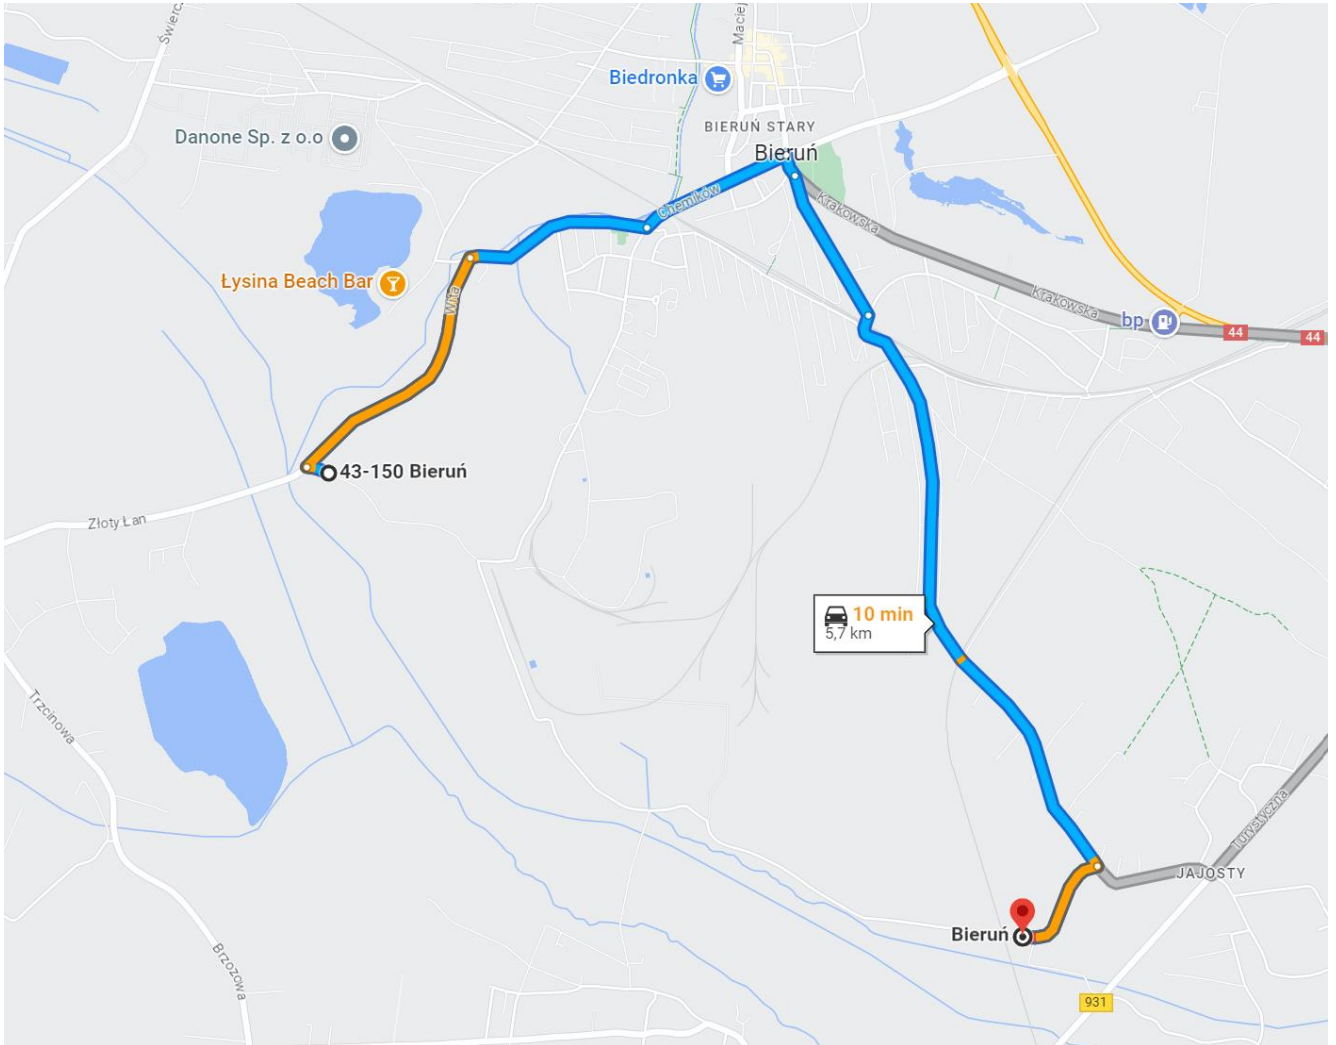 Świerc
Maciej
Biedronka
Danone Sp. z o.o
BIERUŃ STARY
Bieruń
Chemików
Krakowska
Łysina Beach Bar
Wita
Krakowska
bp
44
44
43-150 Bieruń
Złoty Łan
10 min
5,7 km
Trzcinowa
Turystyczna
JAJOSTY
Bieruń
Brzozowa
931